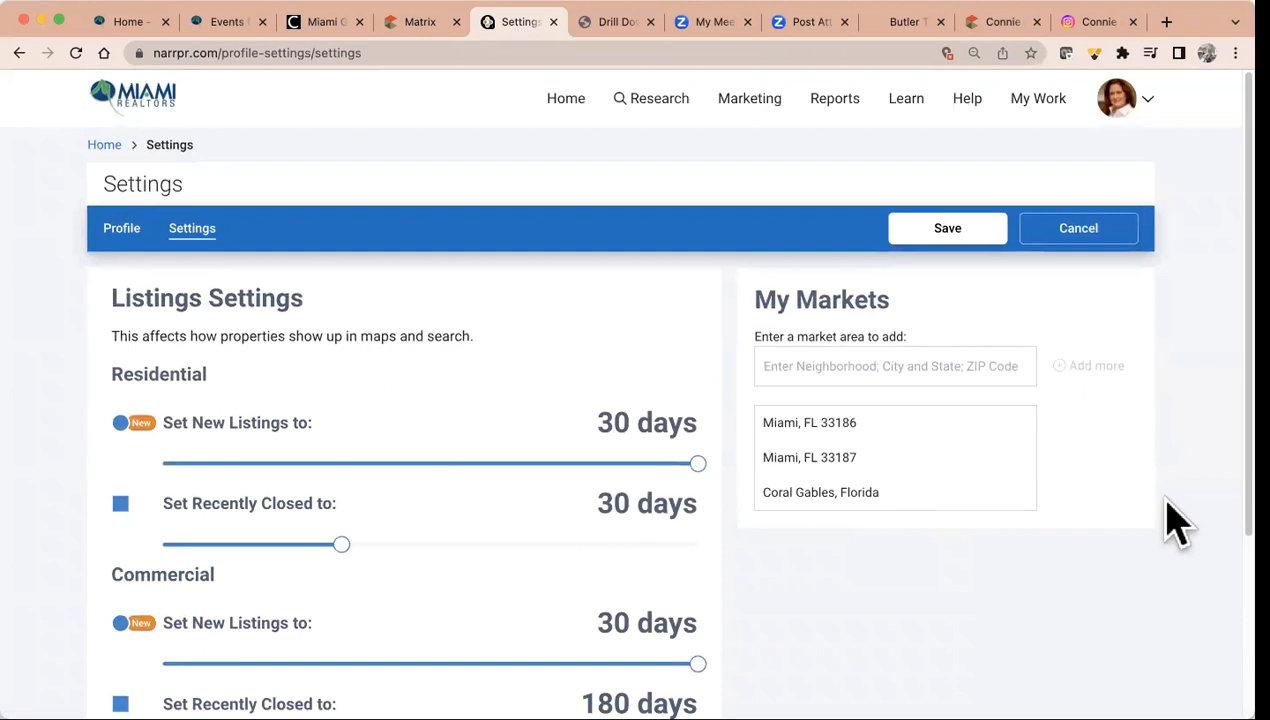 Home –
Events
Miami
Matrix
Settings
Drill Do
My Mee
Post Att
Butler T
Connie
Connie
narrpr.com/profile-settings/settings
MIAMI
REALTORS
Home
Research
Marketing
Reports
Learn
Help
My Work
Home > Settings
Settings
Profile
Settings
Save
Cancel
Listings Settings
This affects how properties show up in maps and search.
Residential
New Set New Listings to: 30 days
Set Recently Closed to: 30 days
Commercial
New Set New Listings to: 30 days
Set Recently Closed to: 180 days
My Markets
Enter a market area to add:
Enter Neighborhood; City and State; ZIP Code
Add more
Miami, FL 33186
Miami, FL 33187
Coral Gables, Florida